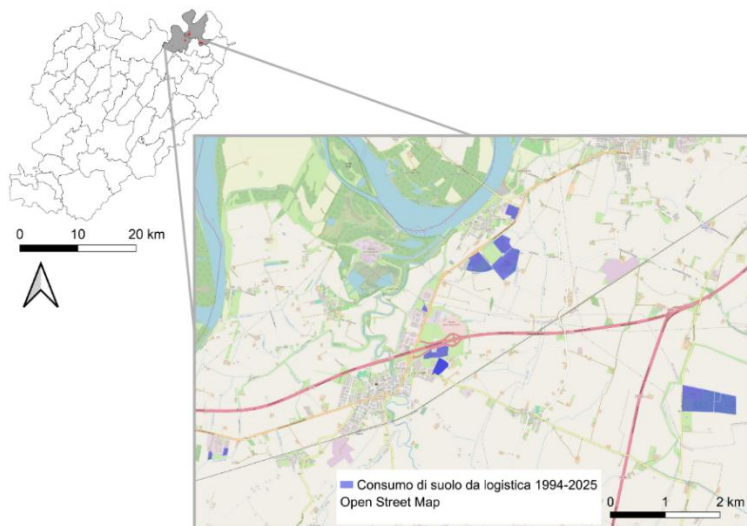 0 10 20 km
Consumo di suolo da logistica 1994-2025
Open Street Map
0 1 2 km